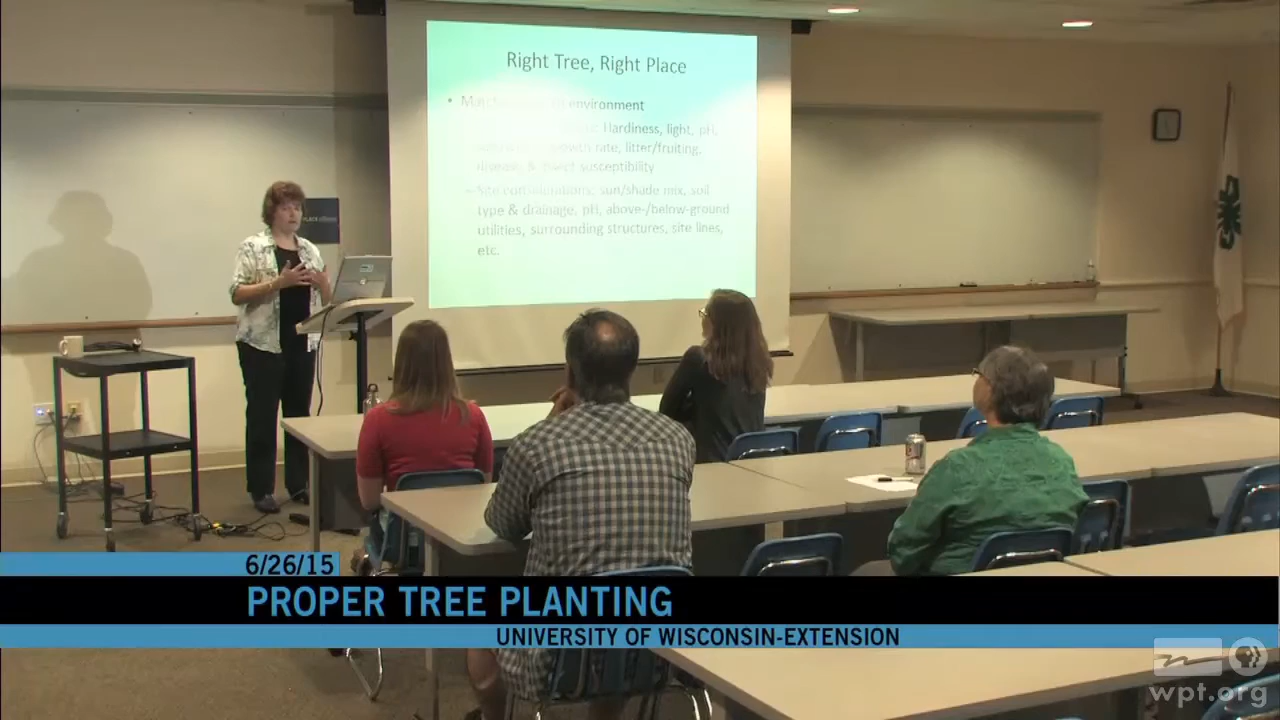 Right Tree, Right Place
• environment
Hardiness, light, pH,
growth rate, litter/fruiting,
disease & insect susceptibility
– Site considerations: sun/shade mix, soil
type & drainage, pH, above-/below-ground
utilities, surrounding structures, site lines,
etc.
6/26/15
PROPER TREE PLANTING
UNIVERSITY OF WISCONSIN-EXTENSION
PBS
wpt.org